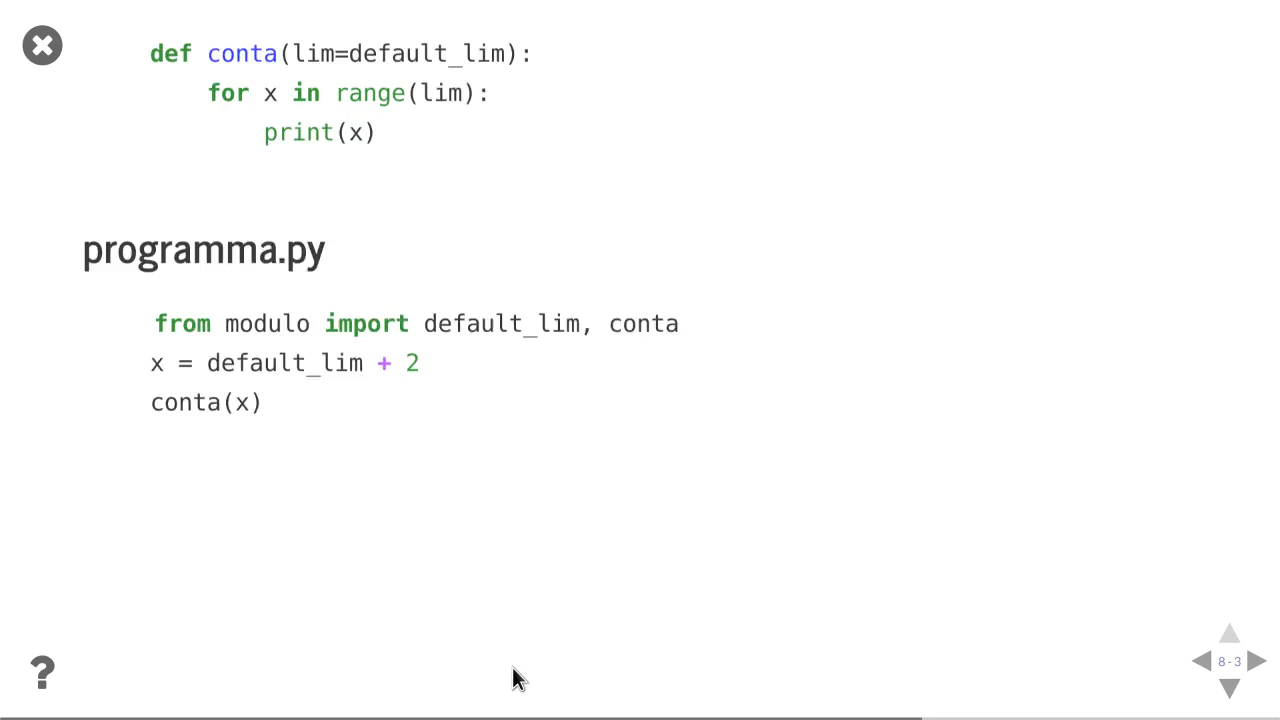 def conta(lim=default_lim):
    for x in range(lim):
        print(x)
programma.py
from modulo import default_lim, conta
x = default_lim + 2
conta(x)
?
8-3